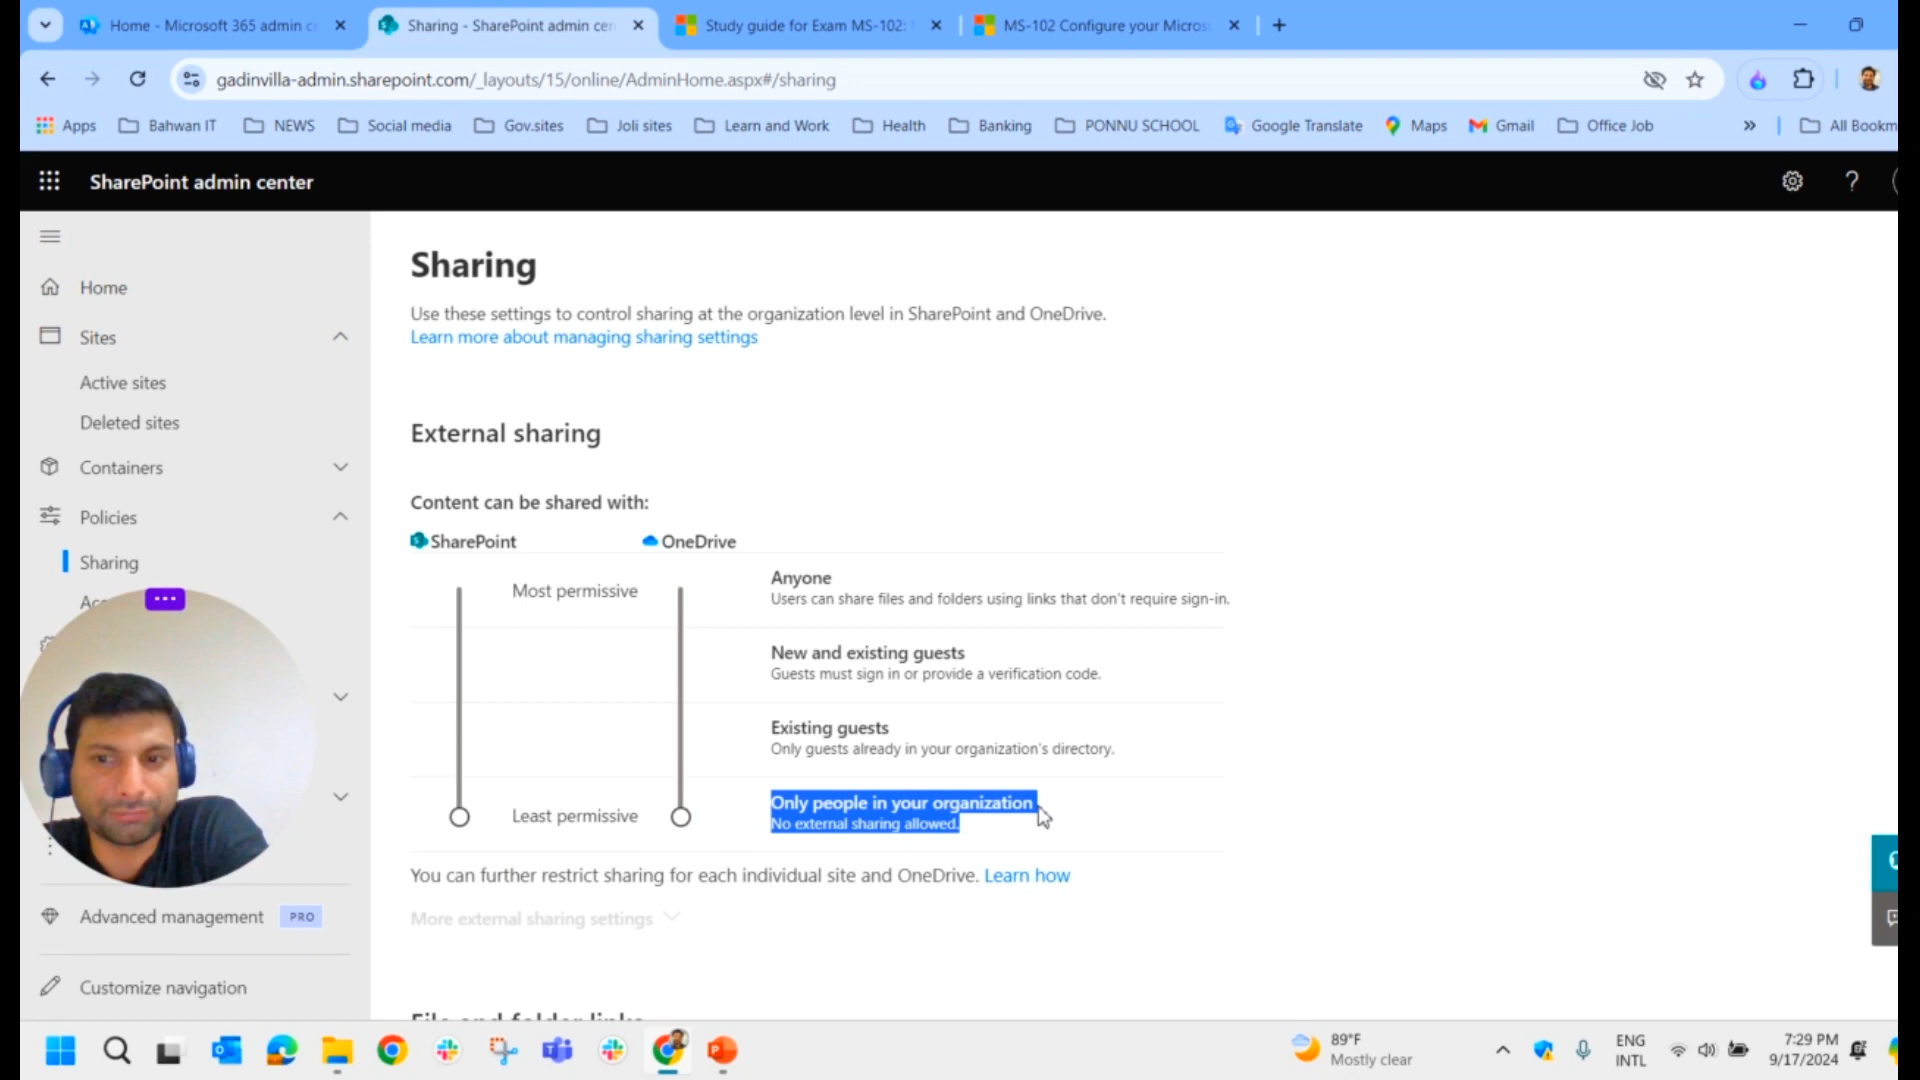 Home - Microsoft 365 admin ce
Sharing - SharePoint admin cen
Study guide for Exam MS-102:
MS-102 Configure your Micros
gadinvilla-admin.sharepoint.com/_layouts/15/online/AdminHome.aspx#/sharing
Apps
Bahwan IT
NEWS
Social media
Gov.sites
Joli sites
Learn and Work
Health
Banking
PONNU SCHOOL
Google Translate
Maps
Gmail
Office Job
All Bookm
SharePoint admin center
Home
Sites
Active sites
Deleted sites
Containers
Policies
Sharing
Advanced management PRO
Customize navigation
Sharing
Use these settings to control sharing at the organization level in SharePoint and OneDrive.
Learn more about managing sharing settings
External sharing
Content can be shared with:
SharePoint
OneDrive
Most permissive
Anyone
Users can share files and folders using links that don't require sign-in.
New and existing guests
Guests must sign in or provide a verification code.
Existing guests
Only guests already in your organization's directory.
Least permissive
Only people in your organization
No external sharing allowed.
You can further restrict sharing for each individual site and OneDrive. Learn how
More external sharing settings
File and folder links
89°F
Mostly clear
ENG
INTL
7:29 PM
9/17/2024